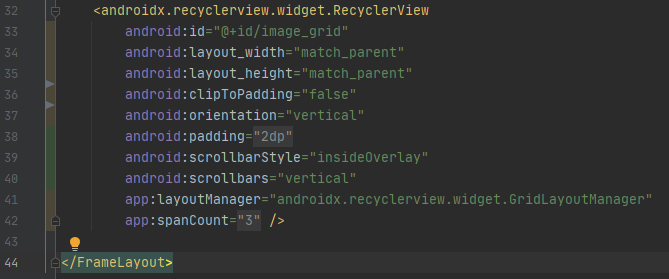 32 <androidx.recyclerview.widget.RecyclerView
33 android:id="@+id/image_grid"
34 android:layout_width="match_parent"
35 android:layout_height="match_parent"
36 android:clipToPadding="false"
37 android:orientation="vertical"
38 android:padding="2dp"
39 android:scrollbarStyle="insideOverlay"
40 android:scrollbars="vertical"
41 app:layoutManager="androidx.recyclerview.widget.GridLayoutManager"
42 app:spanCount="3" />
43
44 </FrameLayout>